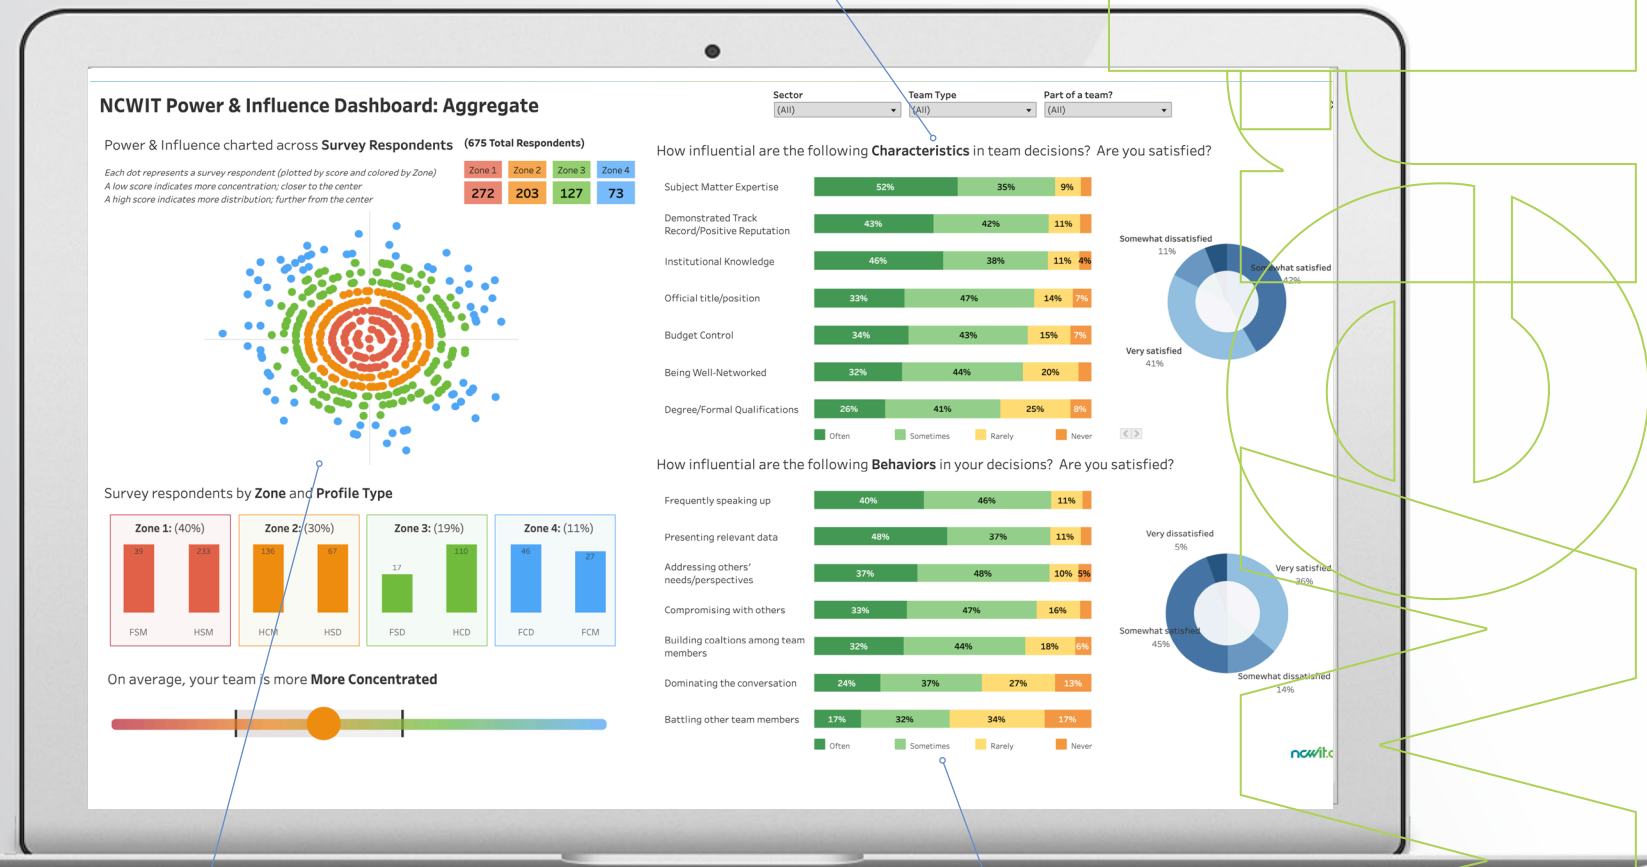 NCWIT Power & Influence Dashboard: Aggregate
Sector
Team Type
Part of a team?
(All)
(All)
(All)
Power & Influence charted across Survey Respondents
(675 Total Respondents)
Each dot represents a survey respondent (plotted by score and colored by Zone)
A low score indicates more concentration; closer to the center
A high score indicates more distribution; further from the center
Zone 1
Zone 2
Zone 3
Zone 4
272
203
127
73
Survey respondents by Zone and Profile Type
Zone 1: (40%)
39
233
FSM
HSM
Zone 2: (30%)
136
67
HCM
HSD
Zone 3: (19%)
17
110
FSD
HCD
Zone 4: (11%)
46
27
FCD
FCM
On average, your team is more More Concentrated
How influential are the following Characteristics in team decisions? Are you satisfied?
Subject Matter Expertise
52% 35% 9%
Demonstrated Track
Record/Positive Reputation
43% 42% 11%
Institutional Knowledge
46% 38% 11% 4%
Official title/position
33% 47% 14% 7%
Budget Control
34% 43% 15% 7%
Being Well-Networked
32% 44% 20%
Degree/Formal Qualifications
26% 41% 25% 8%
Often
Sometimes
Rarely
Never
Somewhat dissatisfied
11%
Somewhat satisfied
42%
Very satisfied
41%
How influential are the following Behaviors in your decisions? Are you satisfied?
Frequently speaking up
40% 46% 11%
Presenting relevant data
48% 37% 11%
Addressing others'
needs/perspectives
37% 48% 10% 5%
Compromising with others
33% 47% 16%
Building coaltions among team
members
32% 44% 18% 6%
Dominating the conversation
24% 37% 27% 13%
Battling other team members
17% 32% 34% 17%
Often
Sometimes
Rarely
Never
Very dissatisfied
5%
Very satisfied
36%
Somewhat satisfied
45%
Somewhat dissatisfied
14%
ncwit.